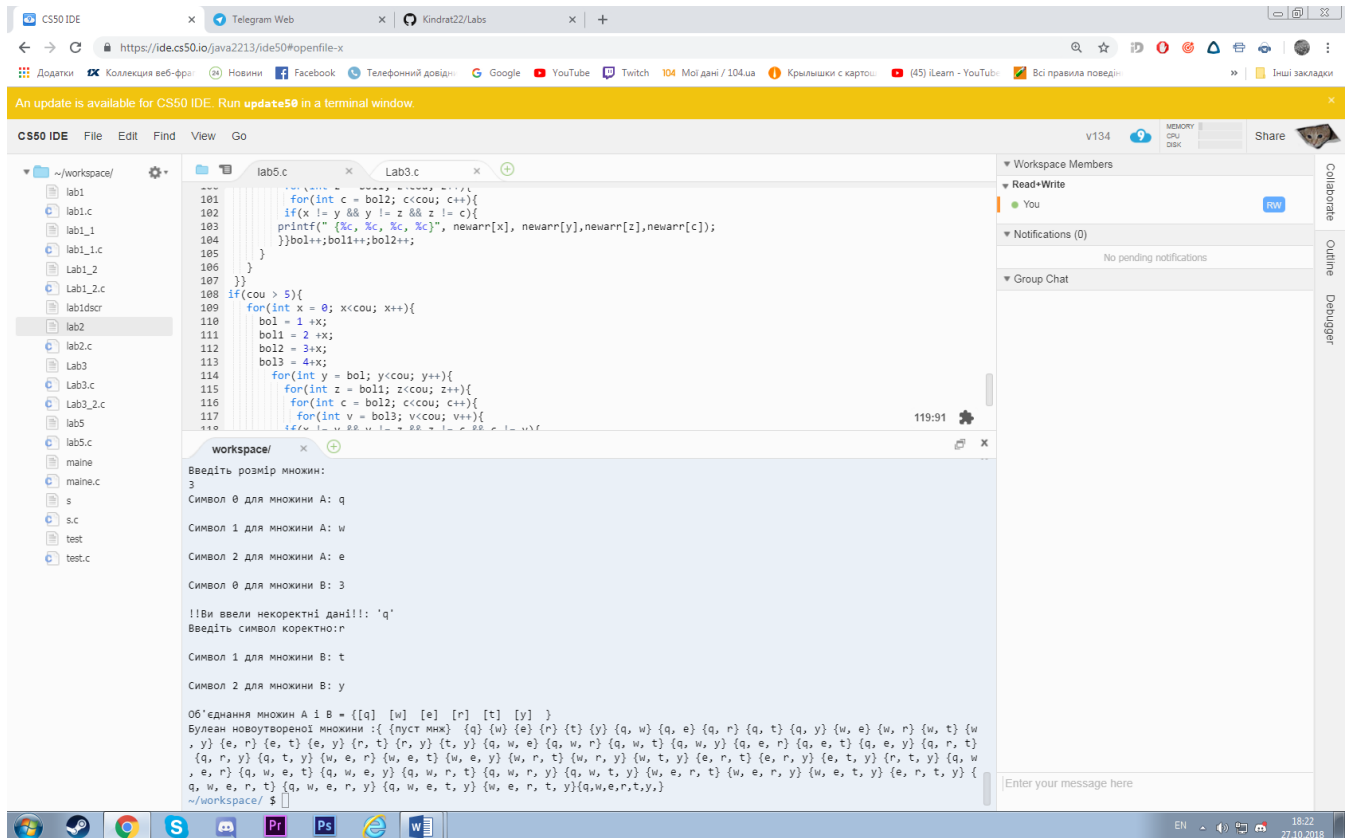 CS50 IDE
Telegram Web
Kindrat22/Labs
https://ide.cs50.io/java2213/ide50#openfile-x
Додатки
Коллекция веб-фра
Новини
Facebook
Телефонний довідн
Google
YouTube
Twitch
104 Мої дані / 104.ua
Крылышки с картош
(45) iLearn - YouTube
Всі правила поведін
»
Інші закладки
An update is available for CS50 IDE. Run update50 in a terminal window.
CS50 IDE File Edit Find View Go
v134
9
MEMORY
CPU
DISK
Share
~/workspace/
lab1
lab1.c
lab1_1
lab1_1.c
Lab1_2
Lab1_2.c
lab1dscr
lab2
lab2.c
Lab3
Lab3.c
Lab3_2.c
lab5
lab5.c
maine
maine.c
s
s.c
test
test.c
lab5.c
Lab3.c
101 for(int c = bol2; c<cou; c++){
102 if(x != y && y != z && z != c){
103 printf(" {%c, %c, %c, %c}", newarr[x], newarr[y],newarr[z],newarr[c]);
104 }}bol++;bol1++;bol2++;
105 }
106 }
107 }}
108 if(cou > 5){
109 for(int x = 0; x<cou; x++){
110 bol = 1 +x;
111 bol1 = 2 +x;
112 bol2 = 3+x;
113 bol3 = 4+x;
114 for(int y = bol; y<cou; y++){
115 for(int z = bol1; z<cou; z++){
116 for(int c = bol2; c<cou; c++){
117 for(int v = bol3; v<cou; v++){
119:91
workspace/
Введіть розмір множин:
3
Символ 0 для множини A: q
Символ 1 для множини A: w
Символ 2 для множини A: e
Символ 0 для множини B: 3
!!Ви ввели некоректні дані!!: 'q'
Введіть символ коректно:r
Символ 1 для множини B: t
Символ 2 для множини B: y
Об'єднання множин A і B = {[q] [w] [e] [r] [t] [y] }
Булеан новоутвореної множини :{ {пуст мнж} {q} {w} {e} {r} {t} {y} {q, w} {q, e} {q, r} {q, t} {q, y} {w, e} {w, r} {w, t} {w
, y} {e, r} {e, t} {e, y} {r, t} {r, y} {t, y} {q, w, e} {q, w, r} {q, w, t} {q, w, y} {q, e, r} {q, e, t} {q, e, y} {q, r, t}
{q, r, y} {q, t, y} {w, e, r} {w, e, t} {w, e, y} {w, r, t} {w, r, y} {w, t, y} {e, r, t} {e, r, y} {e, t, y} {r, t, y} {q, w
, e, r} {q, w, e, t} {q, w, e, y} {q, w, r, t} {q, w, r, y} {q, w, t, y} {w, e, r, t} {w, e, r, y} {w, e, t, y} {e, r, t, y} {
q, w, e, r, t} {q, w, e, r, y} {q, w, e, t, y} {w, e, r, t, y}{q,w,e,r,t,y,}
~/workspace/ $
Workspace Members
Read+Write
You
RW
Notifications (0)
No pending notifications
Group Chat
Enter your message here
Collaborate
Outline
Debugger
EN
18:22
27.10.2018